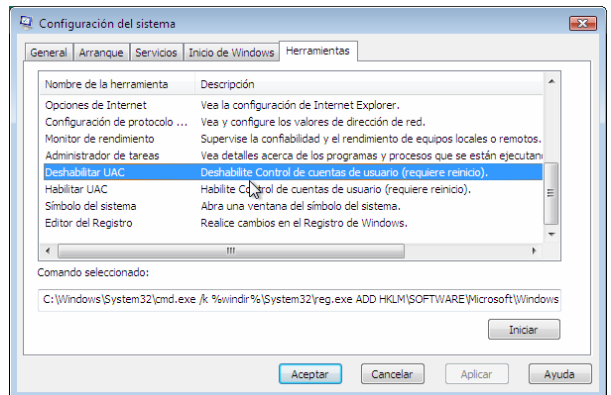 Configuración del sistema
General Arranque Servicios Inicio de Windows Herramientas
Nombre de la herramienta Descripción
Opciones de Internet Vea la configuración de Internet Explorer.
Configuración de protocolo ... Vea y configure los valores de dirección de red.
Monitor de rendimiento Supervise la confiabilidad y el rendimiento de equipos locales o remotos.
Administrador de tareas Vea detalles acerca de los programas y procesos que se están ejecutan
Deshabilitar UAC Deshabilite Control de cuentas de usuario (requiere reinicio).
Habilitar UAC Habilite Control de cuentas de usuario (requiere reinicio).
Símbolo del sistema Abra una ventana del símbolo del sistema.
Editor del Registro Realice cambios en el Registro de Windows.
Comando seleccionado:
C:\Windows\System32\cmd.exe /k %windir%\System32\reg.exe ADD HKLM\SOFTWARE\Microsoft\Windows
Iniciar
Aceptar Cancelar Aplicar Ayuda